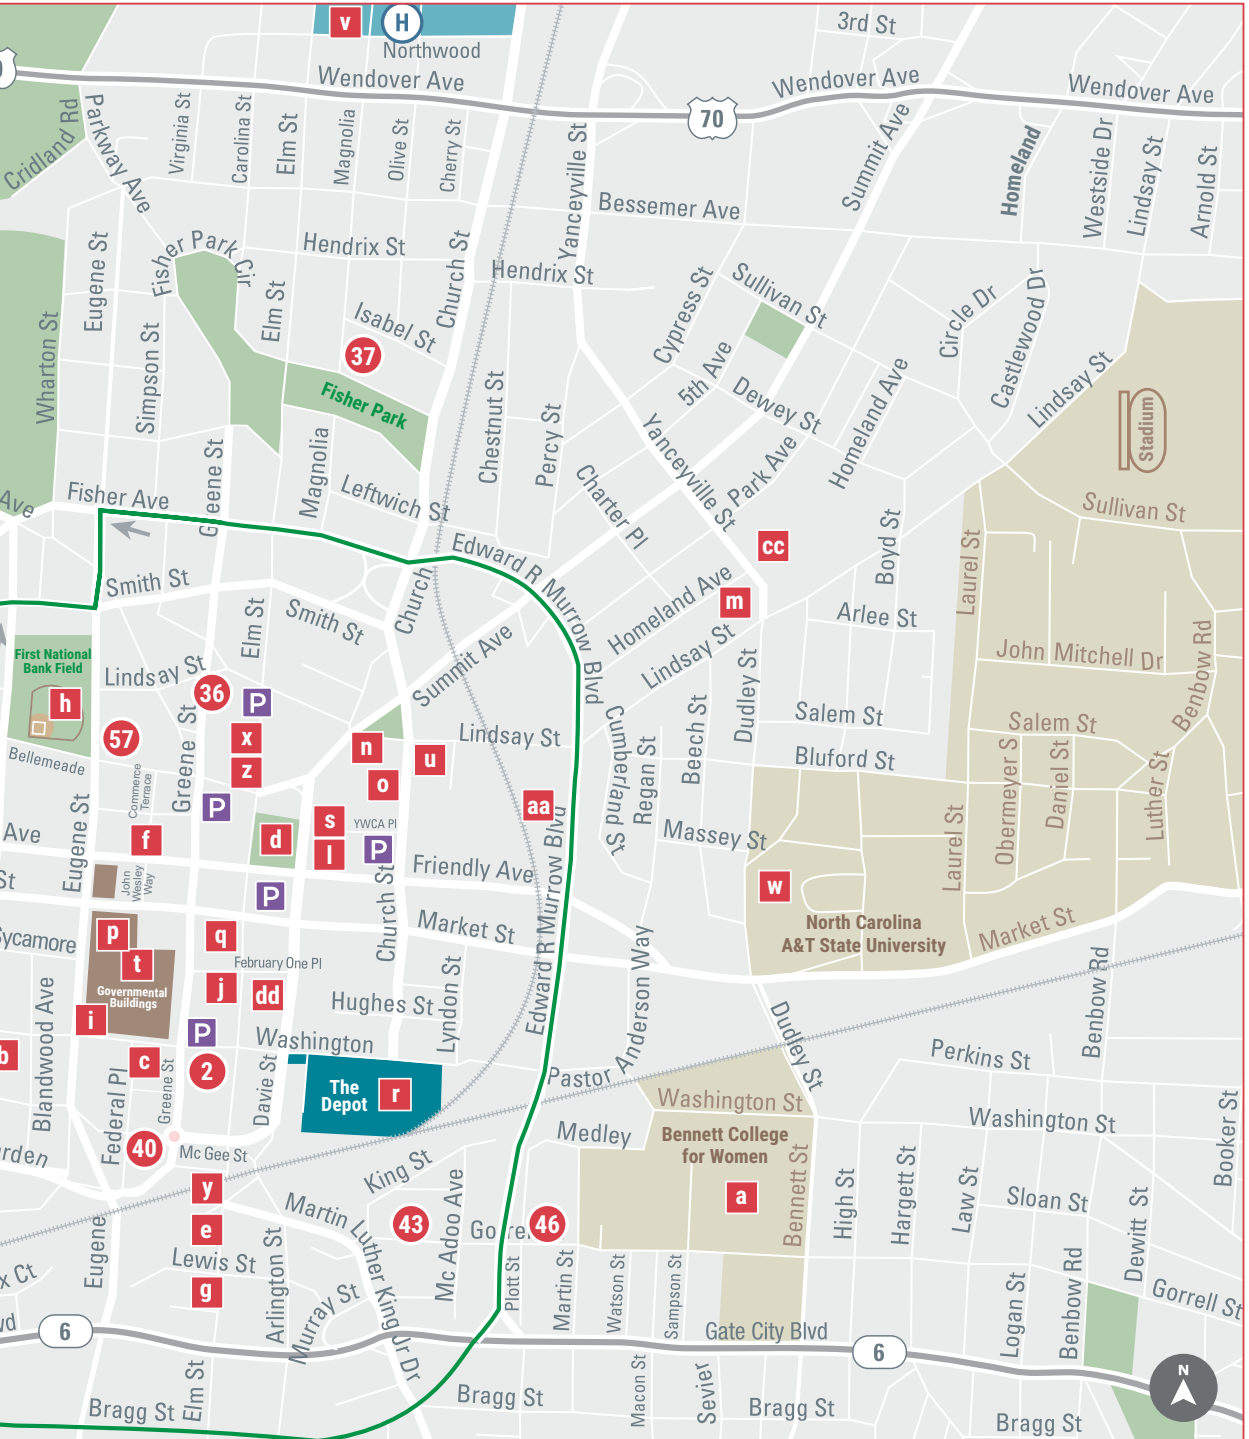 v
H
Northwood
3rd St
Wendover Ave
Wendover Ave
Wendover Ave
70
Cridland Rd
Parkway Ave
Virginia St
Carolina St
Elm St
Magnolia
Olive St
Cherry St
Yanceyville St
Summit Ave
Homeland
Westside Dr
Lindsay St
Arnold St
Bessemer Ave
Eugene St
Fisher Park Cir
Hendrix St
Church St
Hendrix St
Elm St
Isabel St
Cypress St
Sullivan St
Circle Dr
Castlewood Dr
Wharton St
Simpson St
37
Fisher Park
5th Ave
Dewey St
Homeland Ave
Lindsay St
Stadium
Chestnut St
Percy St
Yanceyville St
Park Ave
Greene St
Magnolia
Leftwich St
Charter Pl
Ave
Fisher Ave
Sullivan St
Edward R Murrow Blvd
cc
Boyd St
Laurel St
Smith St
Elm St
Smith St
Church
Homeland Ave
m
Arlee St
Summit Ave
Lindsay St
Dudley St
John Mitchell Dr
Benbow Rd
First National
Bank Field
h
Lindsay St
36
P
57
x
z
n
u
o
Lindsay St
Cumberland St
Regan St
Beech St
Salem St
Salem St
Bluford St
Bellemeade
Commerce
Terrace
Greene St
P
Eugene St
Obermeyer S
Daniel St
Luther St
aa
Ave
f
d
s
l
YWCA Pl
P
Massey St
Laurel St
St
John
Wesley
Way
Friendly Ave
Church St
P
w
North Carolina
A&T State University
Market St
Edward R Murrow Blvd
Market St
Sycamore
p
q
t
February One Pl
Governmental
Buildings
j
dd
Hughes St
Lyndon St
Pastor Anderson Way
Benbow Rd
i
P
Washington
Dudley St
Blandwood Ave
b
c
2
Davie St
The
Depot
r
Perkins St
Federal Pl
Greene St
Washington St
Washington St
Booker St
40
Mc Gee St
Medley
Bennett College
for Women
a
Bennett St
King St
y
e
Martin Luther King Jr Dr
43
Mc Adoo Ave
46
High St
Hargett St
Law St
Sloan St
Dewitt St
Eugene
Lewis St
g
Arlington St
Murray St
Plott St
Martin St
Watson St
Sampson St
Logan St
Benbow Rd
Gorrell St
6
Gate City Blvd
6
N
Elm St
Bragg St
Bragg St
Macon St
Sevier
Bragg St
Bragg St